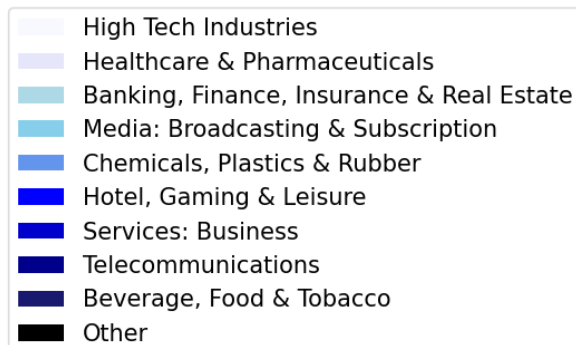 High Tech Industries
Healthcare & Pharmaceuticals
Banking, Finance, Insurance & Real Estate
Media: Broadcasting & Subscription
Chemicals, Plastics & Rubber
Hotel, Gaming & Leisure
Services: Business
Telecommunications
Beverage, Food & Tobacco
Other